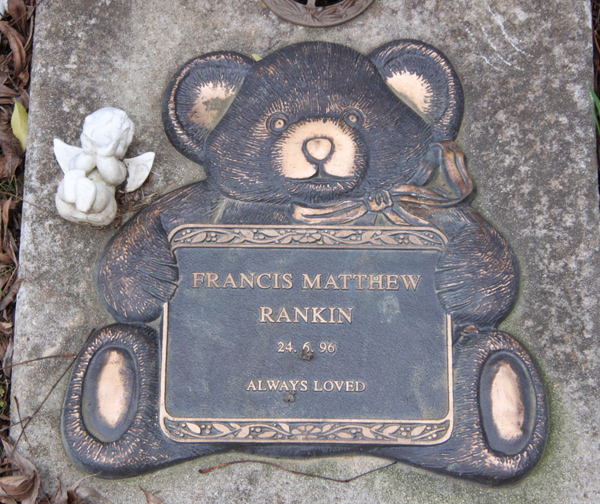 FRANCIS MATTHEW
RANKIN
24. 6. 96
ALWAYS LOVED